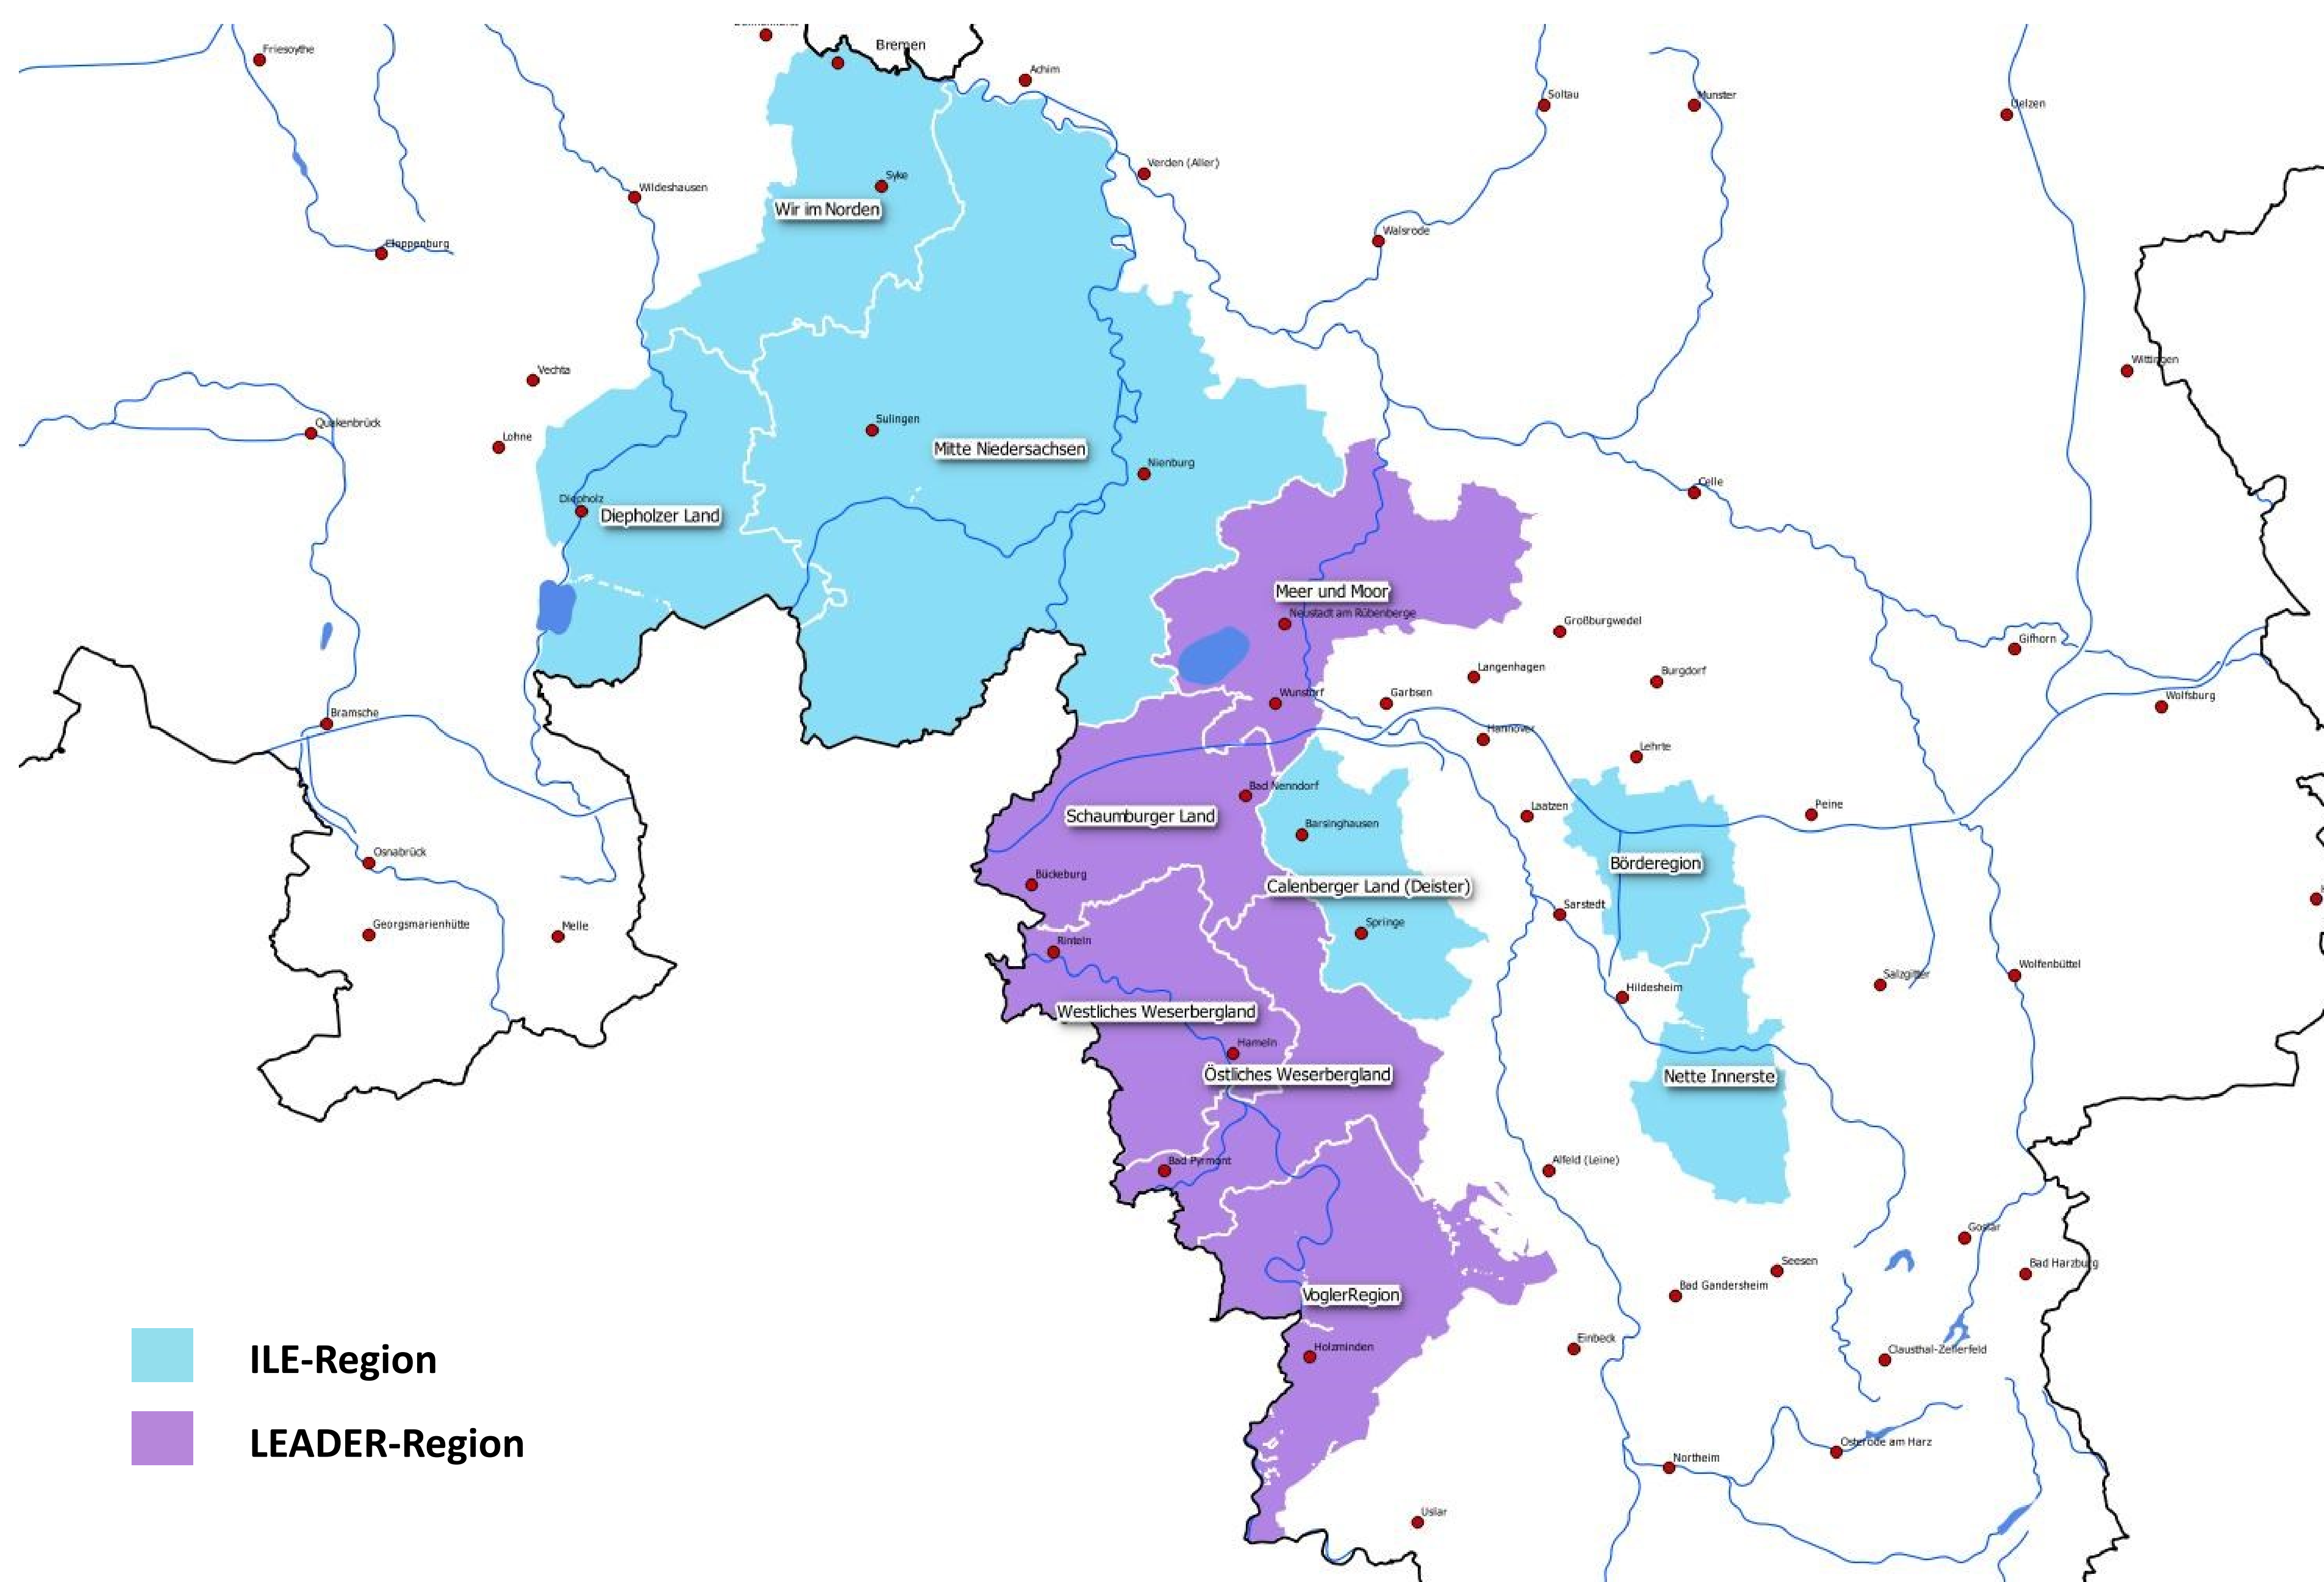 Bremen
Friesoythe
Achim
Soltau
Munster
Uelzen
Verden (Aller)
Syke
Wildeshausen
Wir im Norden
Walsrode
Cloppenburg
Wittingen
Vechta
Sulingen
Quakenbrück
Lohne
Mitte Niedersachsen
Nienburg
Celle
Diepholz
Diepholzer Land
Meer und Moor
Neustadt am Rübenberge
Großburgwedel
Gifhorn
Langenhagen
Burgdorf
Wunstorf
Garbsen
Wolfsburg
Bramsche
Hannover
Lehrte
Bad Nenndorf
Laatzen
Peine
Schaumburger Land
Barsinghausen
Osnabrück
Börderegion
Bückeburg
Calenberger Land (Deister)
Sarstedt
Georgsmarienhütte
Melle
Springe
Rinteln
Wolfenbüttel
Salzgitter
Hildesheim
Westliches Weserbergland
Hameln
Östliches Weserbergland
Nette Innerste
Bad Pyrmont
Alfeld (Leine)
Goslar
Seesen
Bad Harzburg
Bad Gandersheim
VoglerRegion
Einbeck
Holzminden
Clausthal-Zellerfeld
ILE-Region
LEADER-Region
Osterode am Harz
Northeim
Uslar